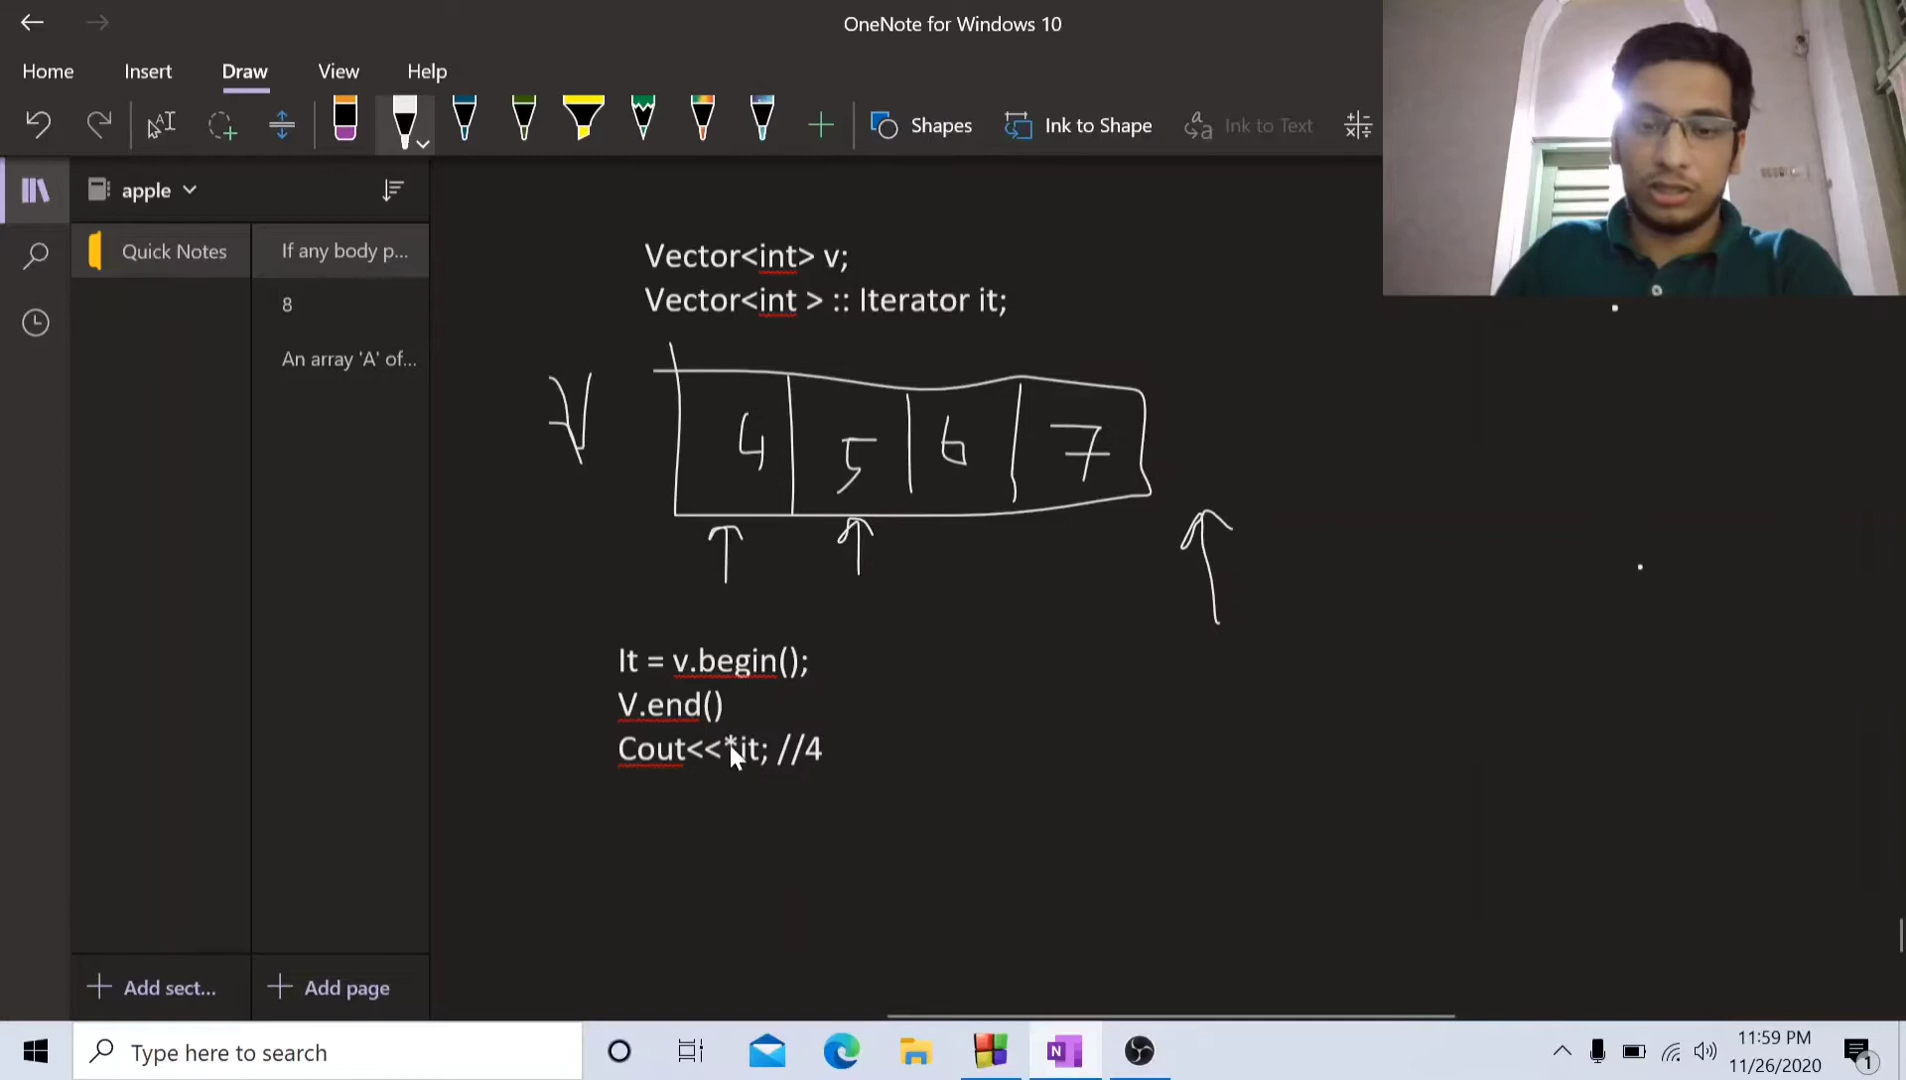 OneNote for Windows 10
Home Insert Draw View Help
Shapes Ink to Shape Ink to Text
apple
Quick Notes
If any body p...
8
An array 'A' of...
Vector<int> v;
Vector<int > :: Iterator it;
V
4 5 6 7
It = v.begin();
V.end()
Cout<<*it; //4
Add sect...
Add page
Type here to search
11:59 PM
11/26/2020
1